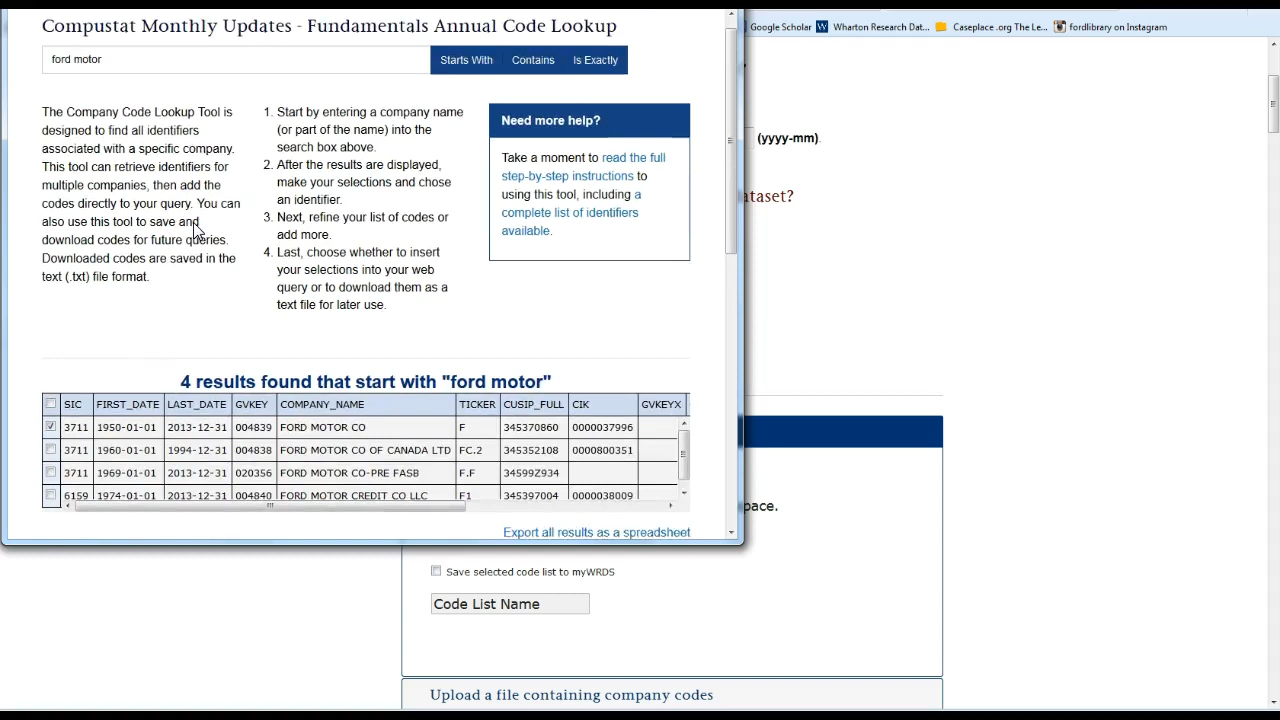 Compustat Monthly Updates - Fundamentals Annual Code Lookup
Google Scholar
Wharton Research Dat...
Caseplace .org The Le...
fordlibrary on Instagram
ford motor
Starts With
Contains
Is Exactly
The Company Code Lookup Tool is
designed to find all identifiers
associated with a specific company.
This tool can retrieve identifiers for
multiple companies, then add the
codes directly to your query. You can
also use this tool to save and
download codes for future queries.
Downloaded codes are saved in the
text (.txt) file format.
1. Start by entering a company name
(or part of the name) into the
search box above.
2. After the results are displayed,
make your selections and chose
an identifier.
3. Next, refine your list of codes or
add more.
4. Last, choose whether to insert
your selections into your web
query or to download them as a
text file for later use.
Need more help?
Take a moment to read the full
step-by-step instructions to
using this tool, including a
complete list of identifiers
available.
(yyyy-mm).
taset?
4 results found that start with "ford motor"
SIC FIRST_DATE LAST_DATE GVKEY COMPANY_NAME TICKER CUSIP_FULL CIK GVKEYX
3711 1950-01-01 2013-12-31 004839 FORD MOTOR CO F 345370860 0000037996
3711 1960-01-01 1994-12-31 004838 FORD MOTOR CO OF CANADA LTD FC.2 345352108 0000800351
3711 1969-01-01 2013-12-31 020356 FORD MOTOR CO-PRE FASB F.F 34599Z934
6159 1974-01-01 2013-12-31 004840 FORD MOTOR CREDIT CO LLC F1 345397004 0000038009
Export all results as a spreadsheet
pace.
Save selected code list to myWRDS
Code List Name
Upload a file containing company codes